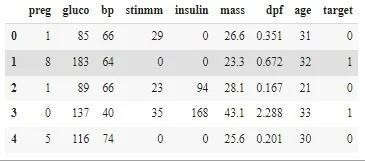 preg gluco bp stinmm insulin mass dpf age target
0 1 85 66 29 0 26.6 0.351 31 0
1 8 183 64 0 0 23.3 0.672 32 1
2 1 89 66 23 94 28.1 0.167 21 0
3 0 137 40 35 168 43.1 2.288 33 1
4 5 116 74 0 0 25.6 0.201 30 0